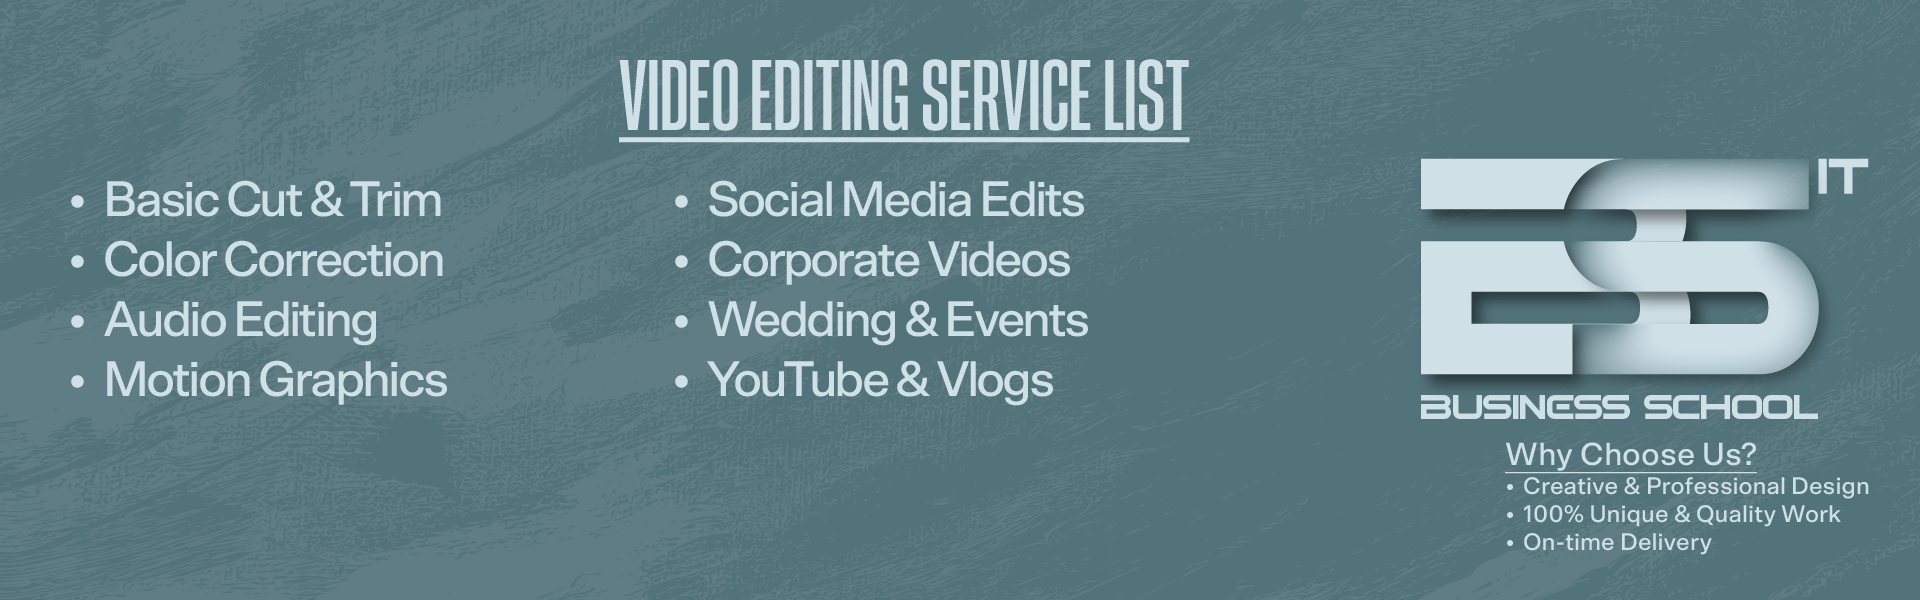 VIDEO EDITING SERVICE LIST
• Basic Cut & Trim
• Color Correction
• Audio Editing
• Motion Graphics
• Social Media Edits
• Corporate Videos
• Wedding & Events
• YouTube & Vlogs
IT
BUSINESS SCHOOL
Why Choose Us?
• Creative & Professional Design
• 100% Unique & Quality Work
• On-time Delivery